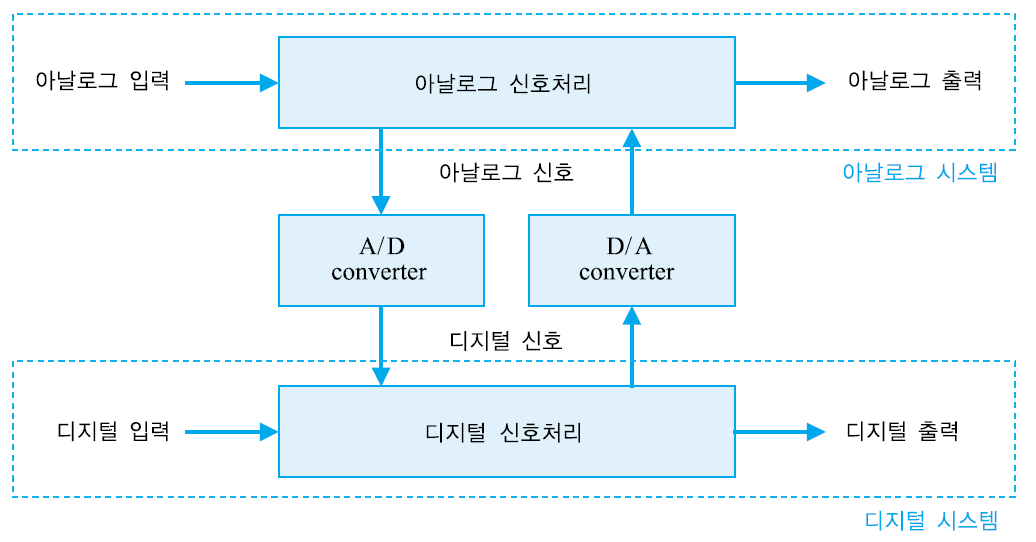 아날로그 입력
아날로그 신호처리
아날로그 출력
아날로그 신호
아날로그 시스템
A/D
converter
D/A
converter
디지털 신호
디지털 입력
디지털 신호처리
디지털 출력
디지털 시스템